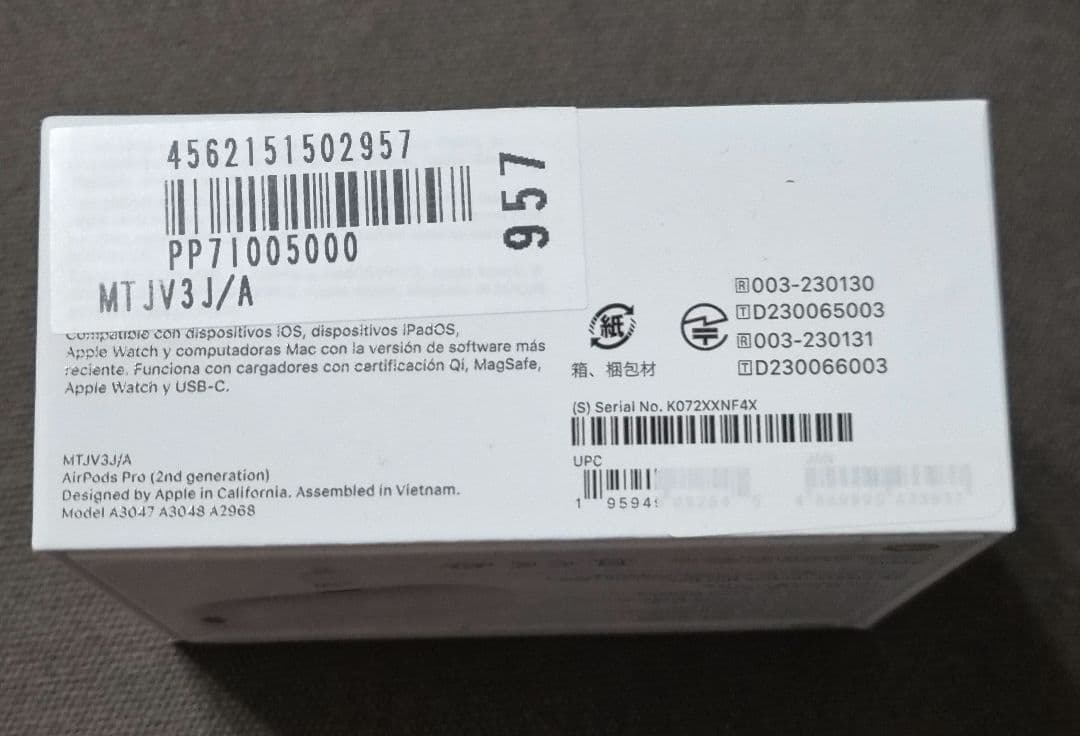 4562151502957
957
PP71005000
MTJV3J/A
Compatible con dispositivos iOS, dispositivos iPadOS,
Apple Watch y computadoras Mac con la versión de software más
reciente. Funciona con cargadores con certificación Qi, MagSafe,
Apple Watch y USB-C.
MTJV3J/A
AirPods Pro (2nd generation)
Designed by Apple in California. Assembled in Vietnam.
Model A3047 A3048 A2968
紙
箱、梱包材
R003-230130
TD230065003
R003-230131
TD230066003
(S) Serial No. K072XXNF4X
UPC
1 9594